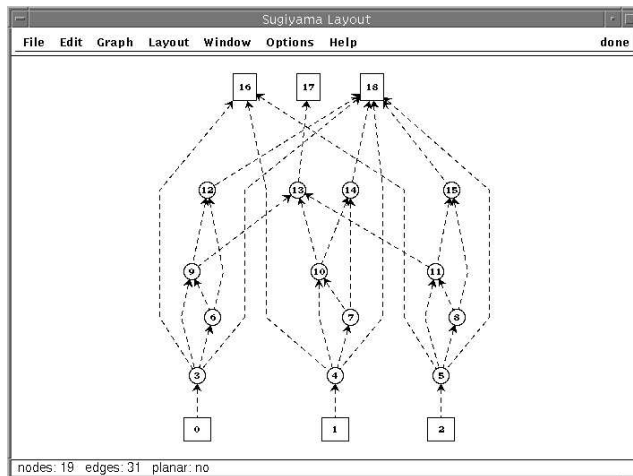 Sugiyama Layout
File Edit Graph Layout Window Options Help done
16 17 18
12 13 14 15
9 10 11
6 7 8
3 4 5
0 1 2
nodes: 19 edges: 31 planar: no